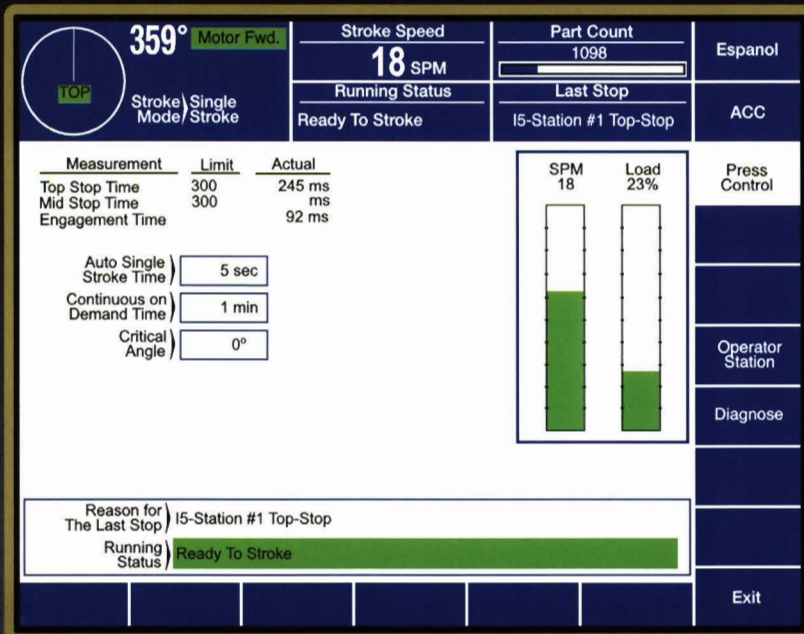 359° Motor Fwd.
TOP
Stroke Mode) Single Stroke
Stroke Speed
18 SPM
Part Count
1098
Running Status
Ready To Stroke
Last Stop
I5-Station #1 Top-Stop
Espanol
ACC
Press Control
Operator Station
Diagnose
Exit
Measurement Limit Actual
Top Stop Time 300 245 ms
Mid Stop Time 300 ms
Engagement Time 92 ms
Auto Single Stroke Time) 5 sec
Continuous on Demand Time) 1 min
Critical Angle) 0°
SPM Load
18 23%
Reason for The Last Stop) I5-Station #1 Top-Stop
Running Status) Ready To Stroke